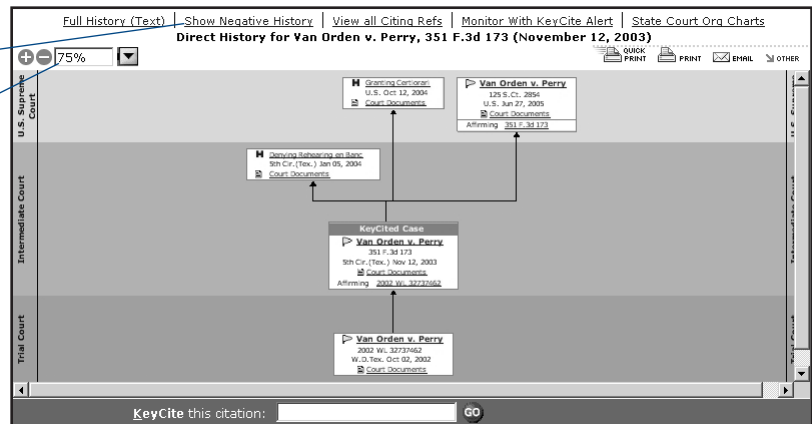 Full History (Text) | Show Negative History | View all Citing Refs | Monitor With KeyCite Alert | State Court Org Charts
Direct History for Van Orden v. Perry, 351 F.3d 173 (November 12, 2003)
75%
QUICK PRINT
PRINT
EMAIL
OTHER
U.S. Supreme Court
H Granting Certiorari
U.S. Oct 12, 2004
Court Documents
Van Orden v. Perry
125 S.Ct. 2854
U.S. Jun 27, 2005
Court Documents
Affirming 351 F.3d 173
U.S. Supre
Intermediate Court
H Denying Rehearing en Banc
5th Cir.(Tex.) Jan 05, 2004
Court Documents
KeyCited Case
Van Orden v. Perry
351 F.3d 173
5th Cir.(Tex.) Nov 12, 2003
Court Documents
Affirming 2002 WL 32737462
Intermediate Court
Trial Court
Van Orden v. Perry
2002 WL 32737462
W.D.Tex. Oct 02, 2002
Court Documents
Trial Court
KeyCite this citation:
GO